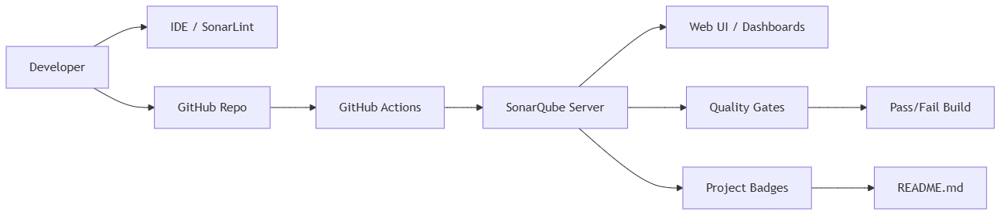 IDE / SonarLint
Web UI / Dashboards
Developer
GitHub Repo
GitHub Actions
SonarQube Server
Quality Gates
Pass/Fail Build
Project Badges
README.md